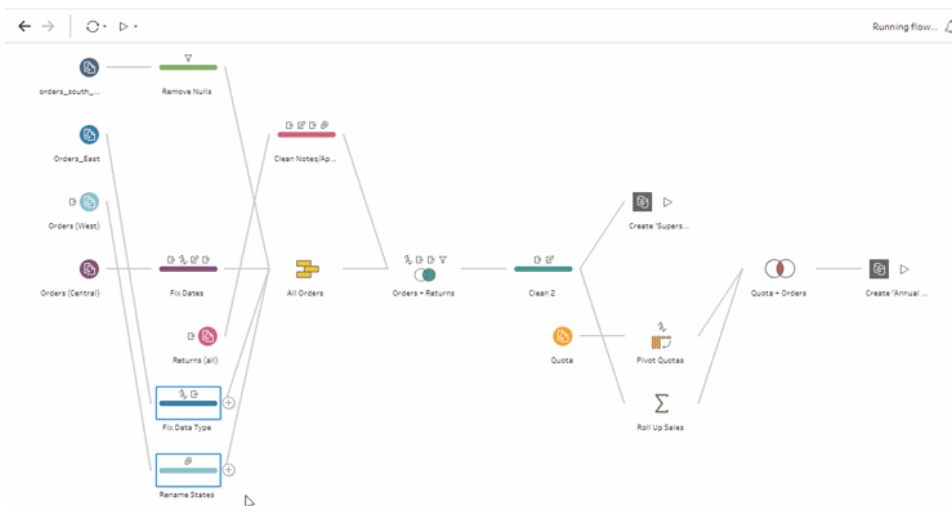 Running flow...
orders_south_...
Remove Nulls
Orders_East
Clean Notes/Ap...
Orders (West)
Create 'Supers...
Orders (Central)
Fix Dates
All Orders
Orders + Returns
Clean 2
Quota + Orders
Create 'Annual ...
Returns (all)
Quota
Pivot Quotas
Fix Data Type
Roll Up Sales
Rename States